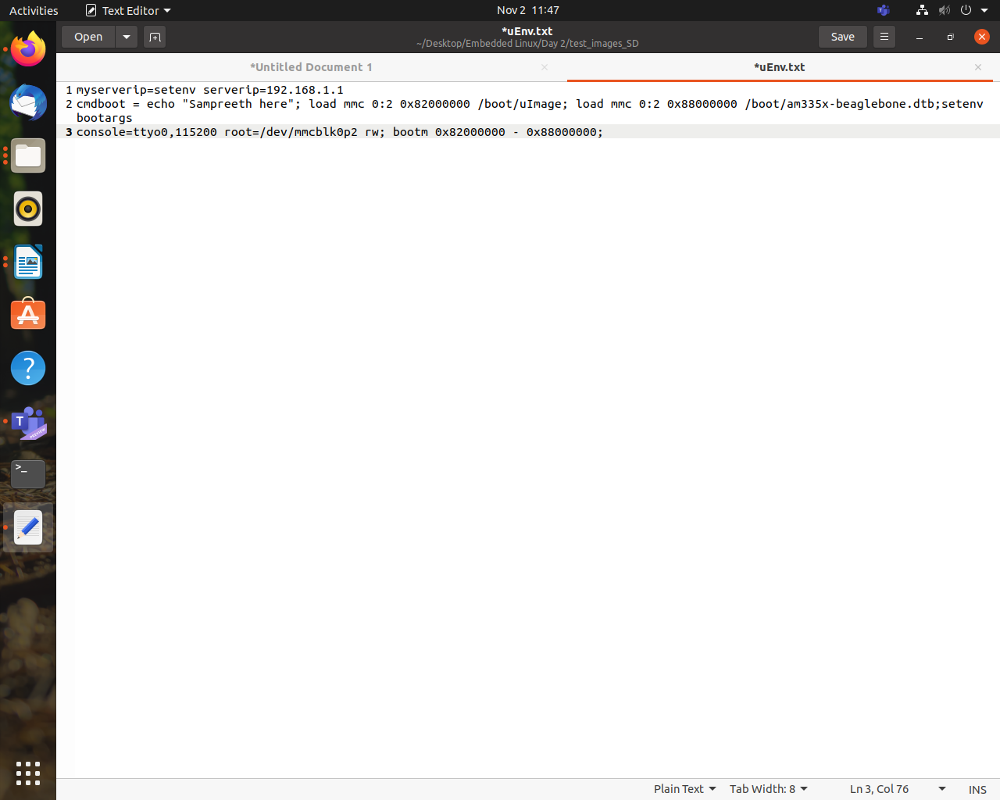 Activities
Text Editor
Nov 2 11:47
Open
*uEnv.txt
~/Desktop/Embedded Linux/Day 2/test_images_SD
Save
*Untitled Document 1
*uEnv.txt
1 myserverip=setenv serverip=192.168.1.1
2 cmdboot = echo "Sampreeth here"; load mmc 0:2 0x82000000 /boot/uImage; load mmc 0:2 0x88000000 /boot/am335x-beaglebone.dtb;setenv
bootargs
3 console=ttyo0,115200 root=/dev/mmcblk0p2 rw; bootm 0x82000000 - 0x88000000;
T
PREVIEW
>_
Plain Text
Tab Width: 8
Ln 3, Col 76
INS